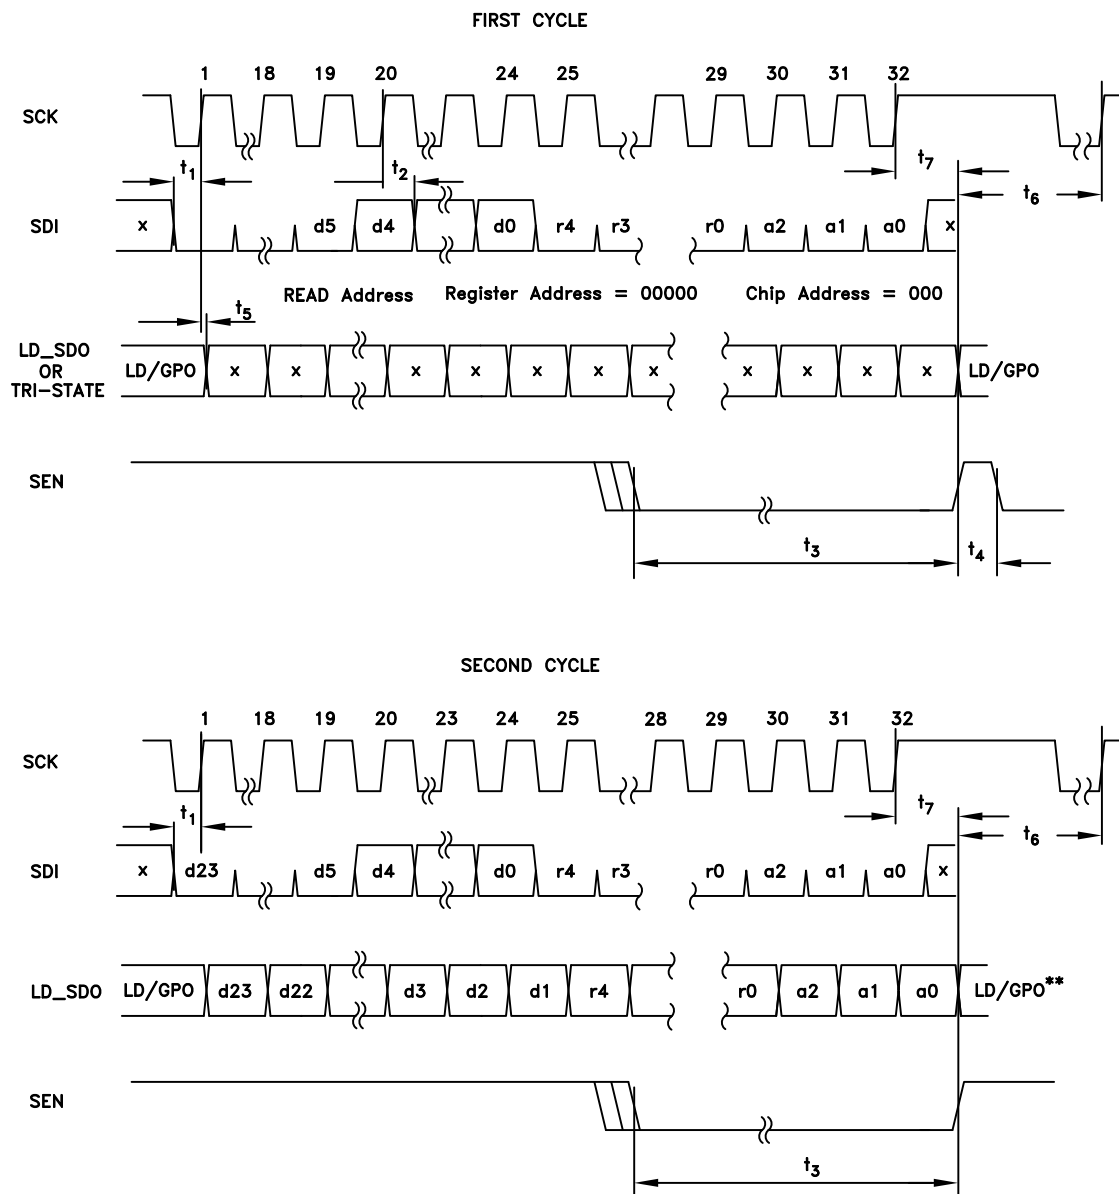 FIRST CYCLE
1 18 19 20 24 25 29 30 31 32
SCK
t1 t2 t7 t6
SDI
x d5 d4 d0 r4 r3 r0 a2 a1 a0 x
READ Address Register Address = 00000 Chip Address = 000
t5
LD_SDO
OR
TRI-STATE
LD/GPO x x x x x x x x x x x LD/GPO
SEN
t3 t4
SECOND CYCLE
1 18 19 20 23 24 25 28 29 30 31 32
SCK
t1 t7 t6
SDI
x d23 d5 d4 d0 r4 r3 r0 a2 a1 a0 x
LD_SDO
LD/GPO d23 d22 d3 d2 d1 r4 r0 a2 a1 a0 LD/GPO**
SEN
t3